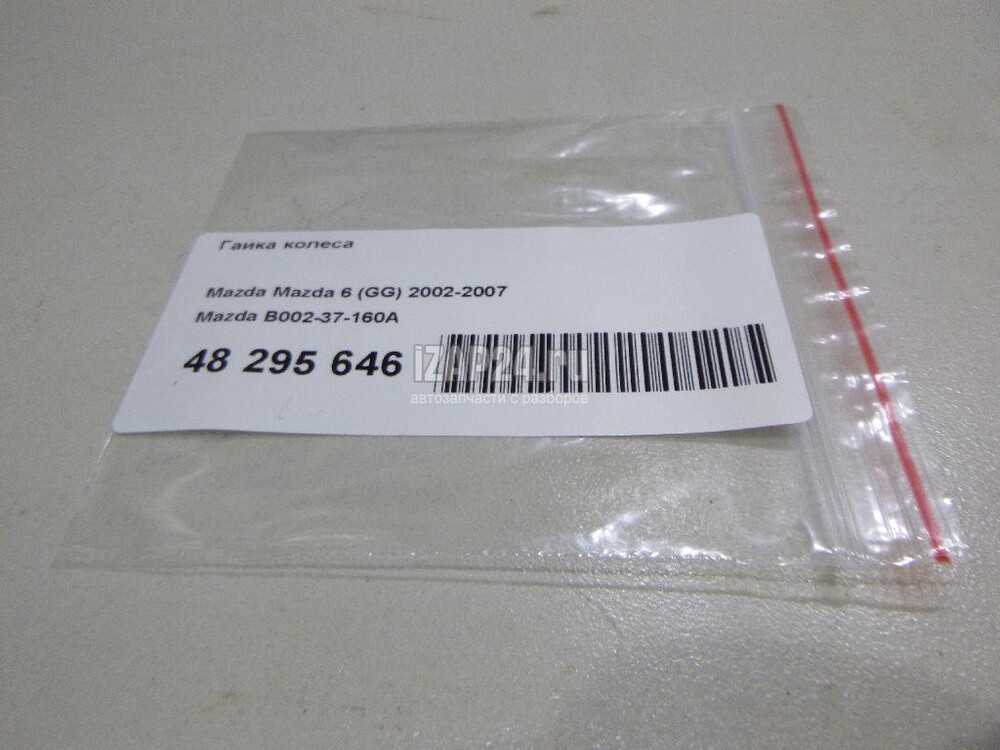 Гайка колеса
Mazda Mazda 6 (GG) 2002-2007
Mazda B002-37-160A
48 295 646
iZAP24.ru
автозапчасти с разборов